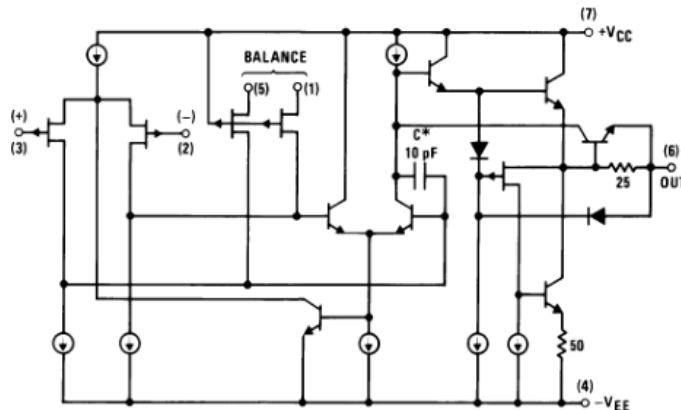 (7)
+VCC
BALANCE
(5) (1)
(+) (−)
(3) (2)
C*
10 pF
(6)
25
OUT
50
(4)
−VEE